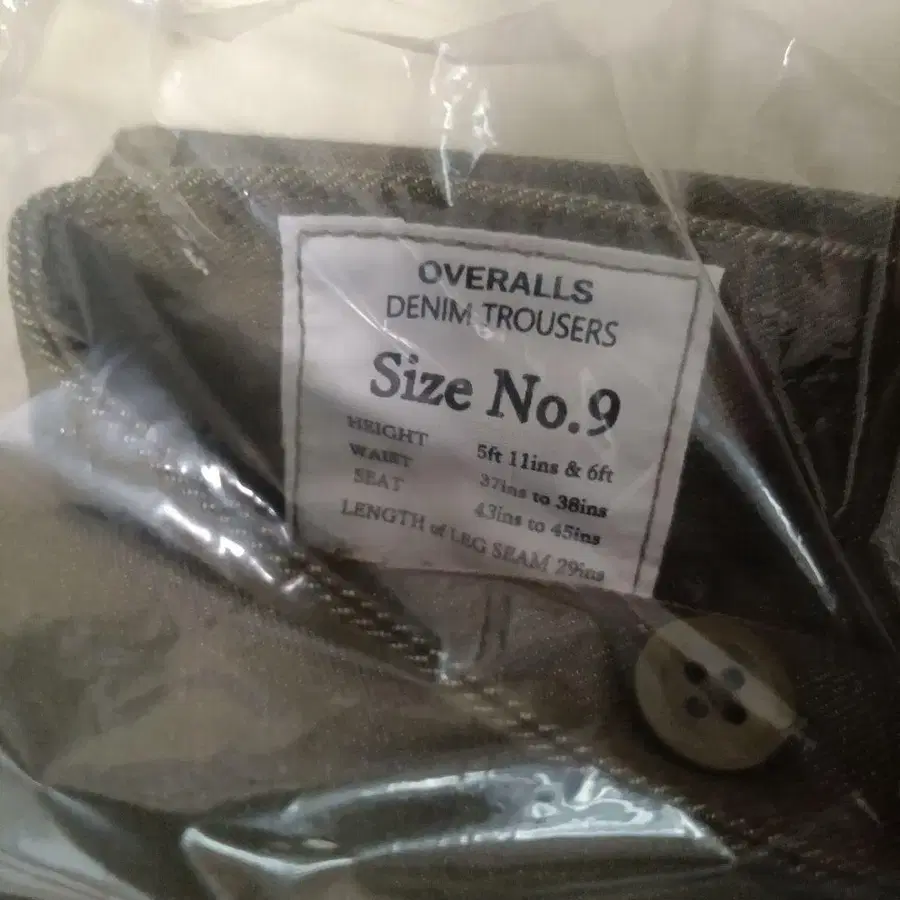 OVERALLS
DENIM TROUSERS
Size No.9
HEIGHT 5ft 11ins & 6ft
WAIST 37ins to 38ins
SEAT 43ins to 45ins
LENGTH of LEG SEAM 29ins